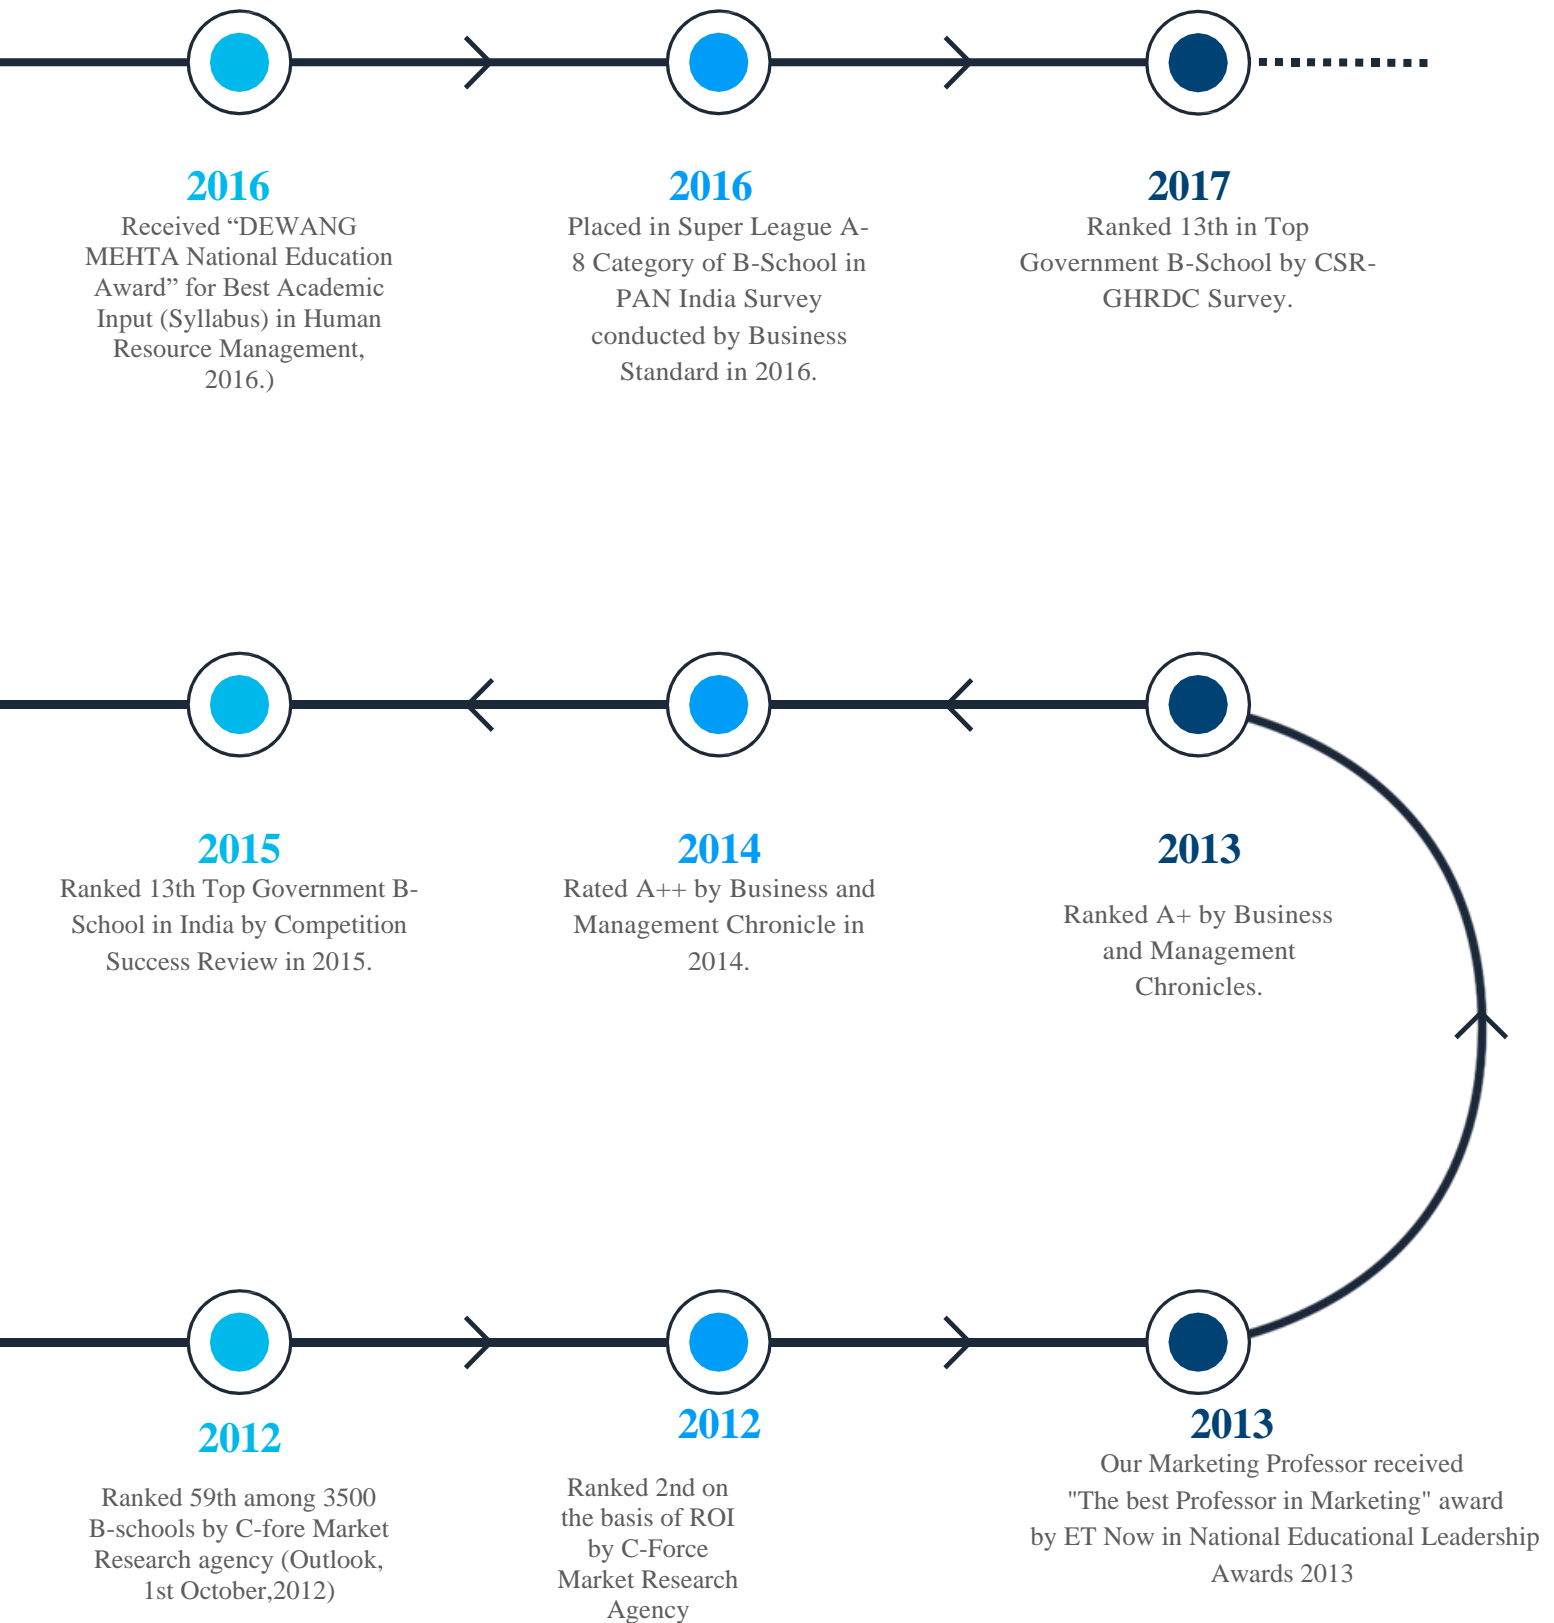 2016
Received “DEWANG
MEHTA National Education
Award” for Best Academic
Input (Syllabus) in Human
Resource Management,
2016.)
2016
Placed in Super League A-
8 Category of B-School in
PAN India Survey
conducted by Business
Standard in 2016.
2017
Ranked 13th in Top
Government B-School by CSR-
GHRDC Survey.
2015
Ranked 13th Top Government B-
School in India by Competition
Success Review in 2015.
2014
Rated A++ by Business and
Management Chronicle in
2014.
2013
Ranked A+ by Business
and Management
Chronicles.
2012
Ranked 59th among 3500
B-schools by C-fore Market
Research agency (Outlook,
1st October,2012)
2012
Ranked 2nd on
the basis of ROI
by C-Force
Market Research
Agency
2013
Our Marketing Professor received
"The best Professor in Marketing" award
by ET Now in National Educational Leadership
Awards 2013